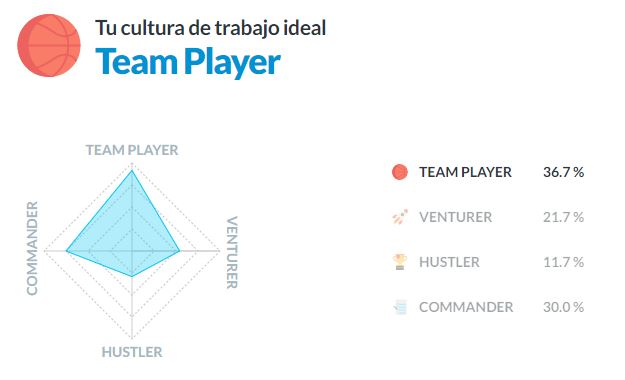 Tu cultura de trabajo ideal
Team Player
TEAM PLAYER
COMMANDER
VENTURER
HUSTLER
TEAM PLAYER 36.7 %
VENTURER 21.7 %
HUSTLER 11.7 %
COMMANDER 30.0 %